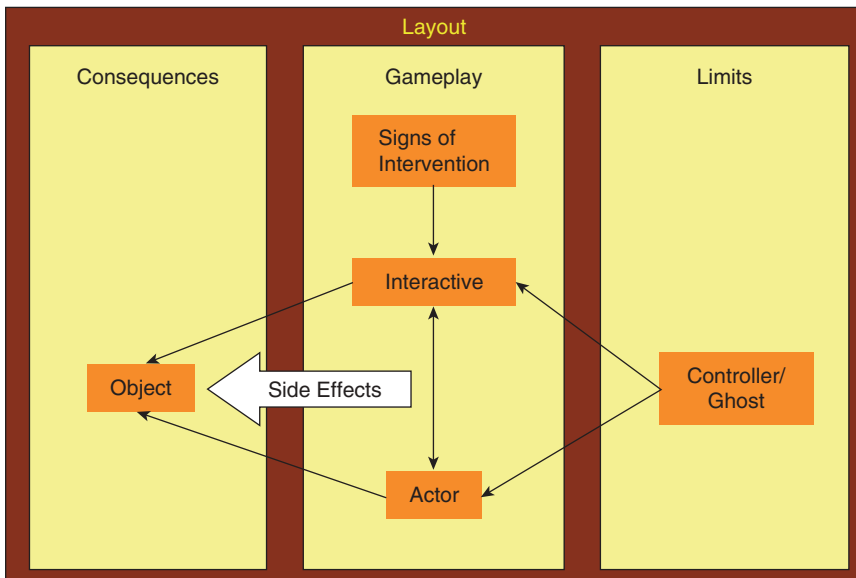 Layout
Consequences
Gameplay
Limits
Signs of
Intervention
Interactive
Object
Side Effects
Controller/
Ghost
Actor